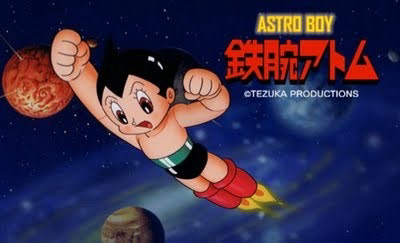 ASTRO BOY
鉄腕アトム
©TEZUKA PRODUCTIONS